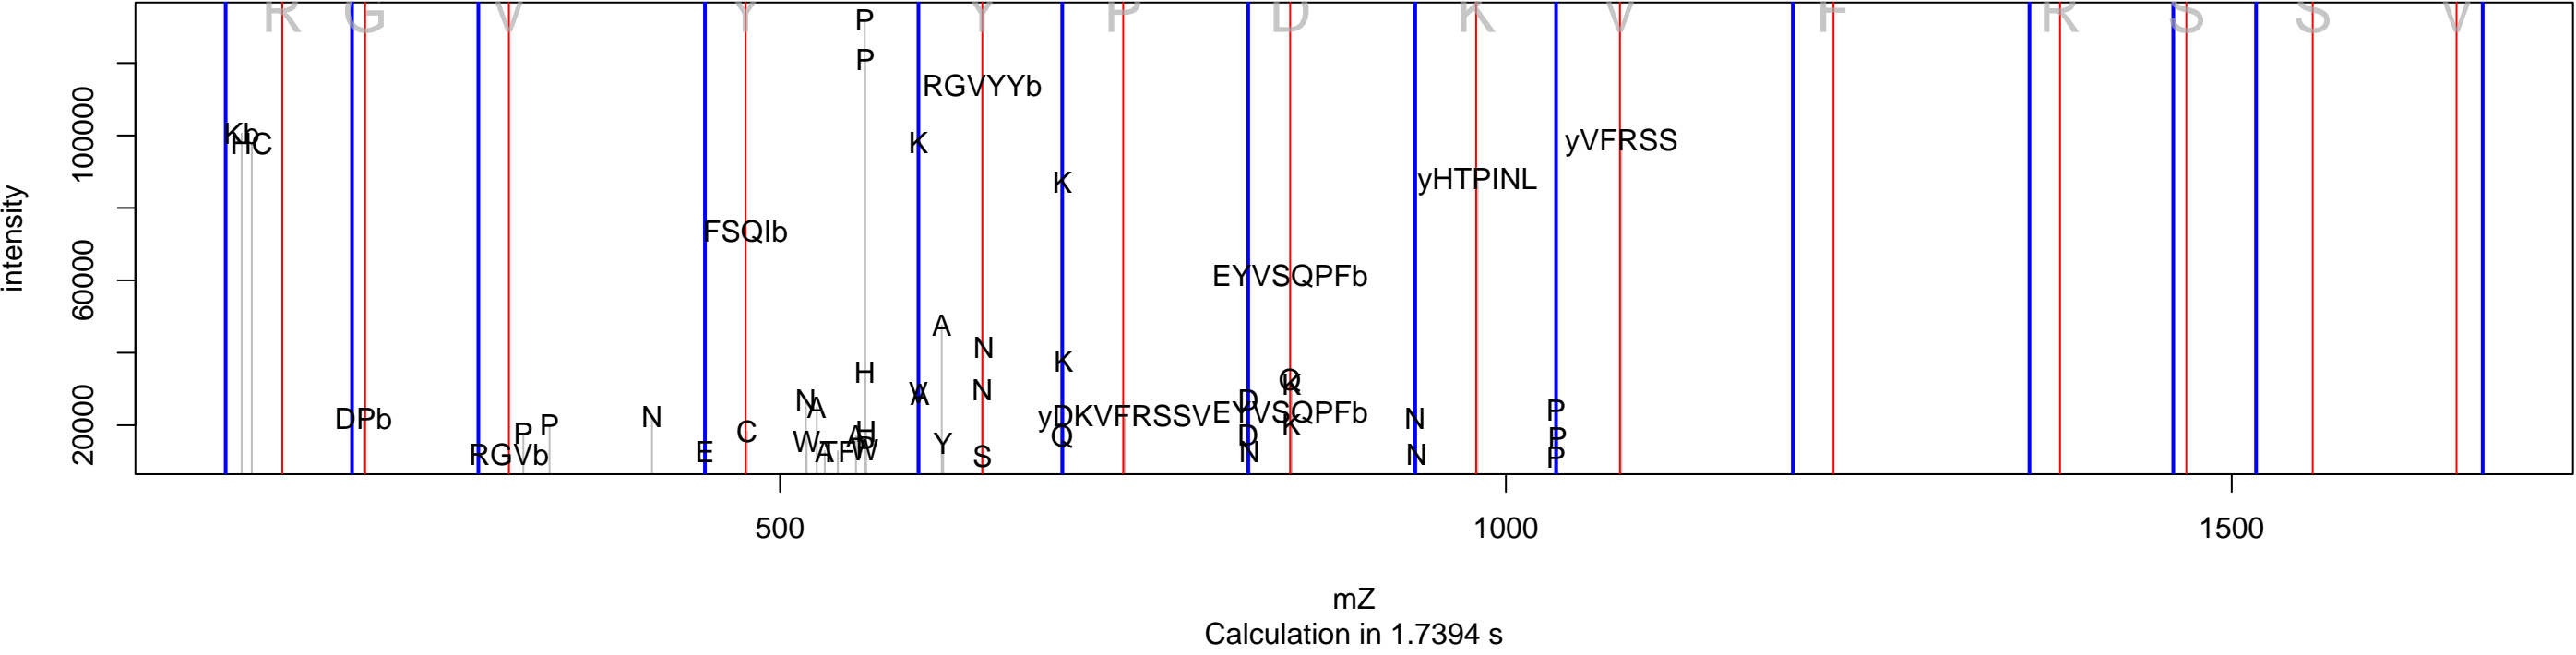 R G V Y Y P D K V F R S S V
P
P
RGVYYb
100000
Kb
HC
K
yVFRSS
K
yHTPINL
FSQIb
60000
EYVSQPFb
A
N
K
H
Q
K
N
W
A
N
A
D
P
20000
DPb
P
P
N
C
W
A
H
Y
yDKVFRSSV
EYVSQPFb
Q
D
K
N
P
RGVb
E
A
T
F
P
W
S
N
N
P
intensity
500 1000 1500
mZ
Calculation in 1.7394 s